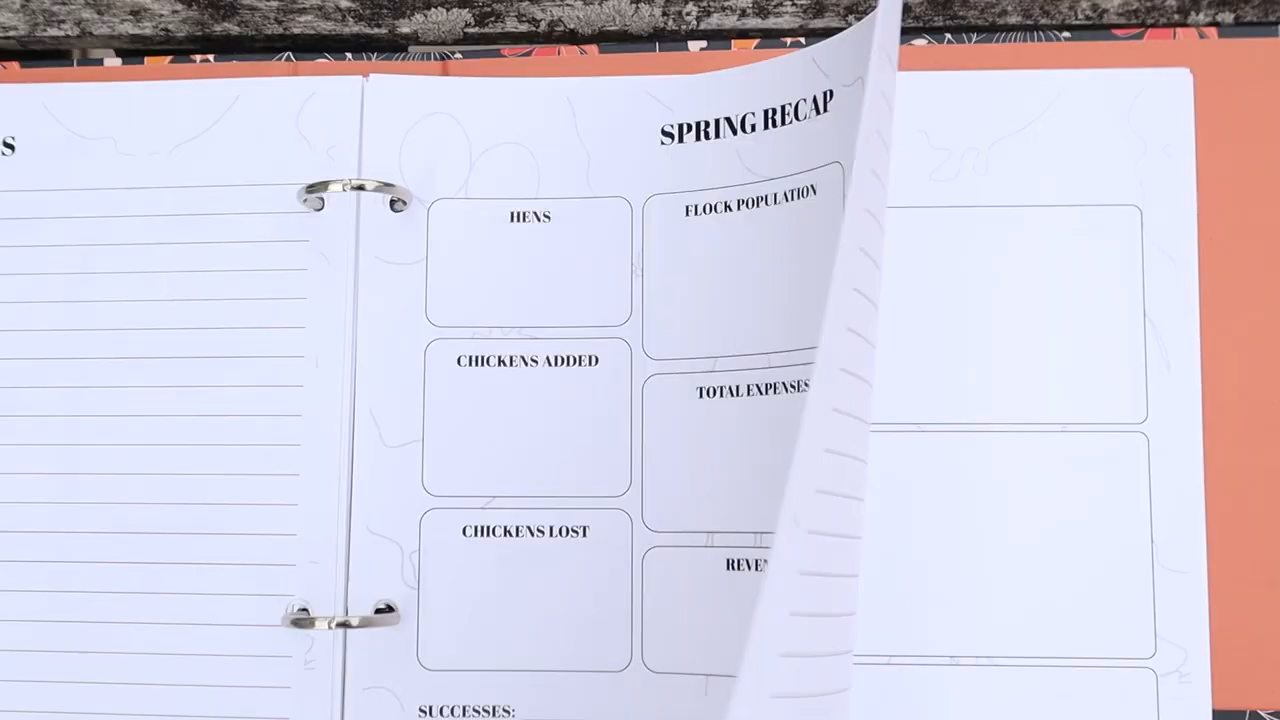 SPRING RECAP
HENS
FLOCK POPULATION
CHICKENS ADDED
TOTAL EXPENSES
CHICKENS LOST
SUCCESSES: